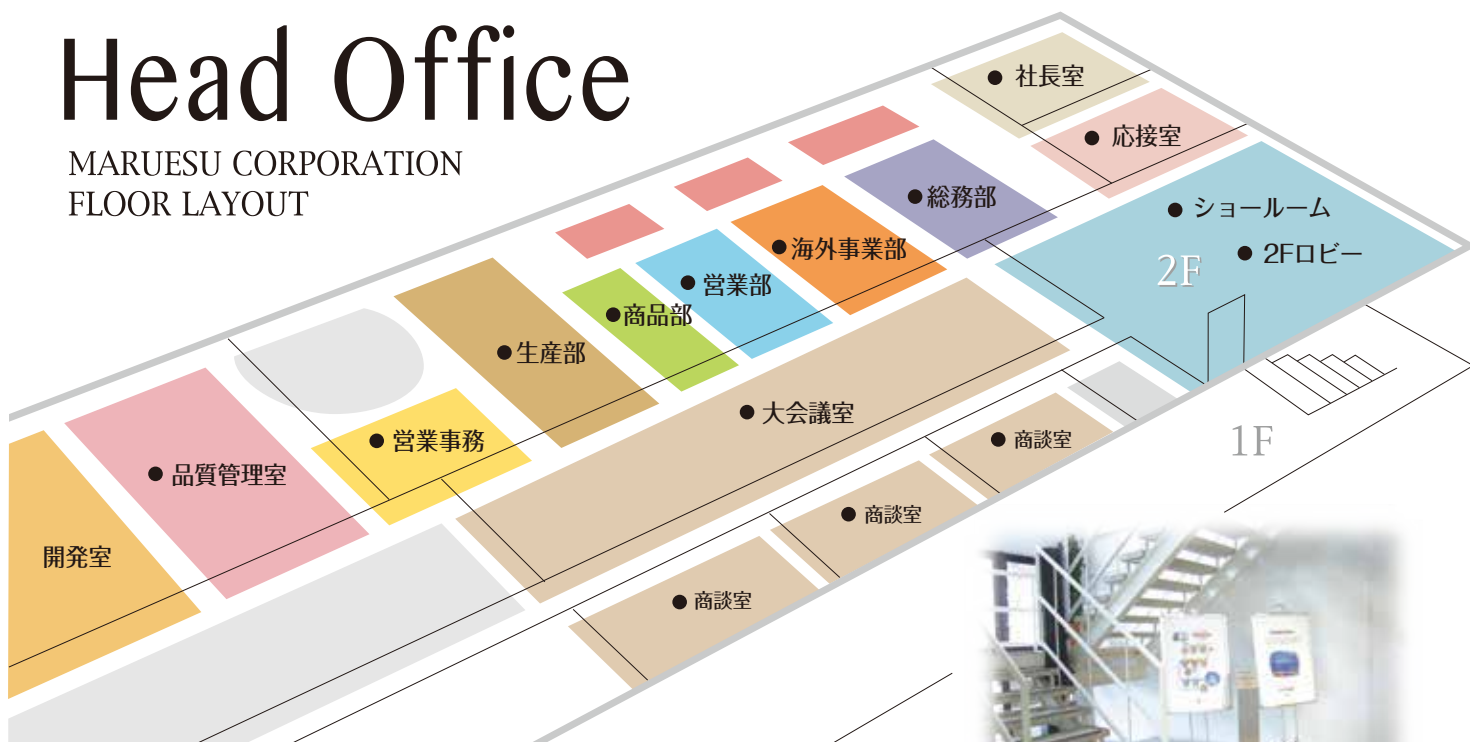 Head Office
MARUESU CORPORATION
FLOOR LAYOUT
社長室
応接室
総務部
ショールーム
海外事業部
2Fロビー
2F
営業部
商品部
生産部
大会議室
営業事務
商談室
1F
品質管理室
商談室
開発室
商談室